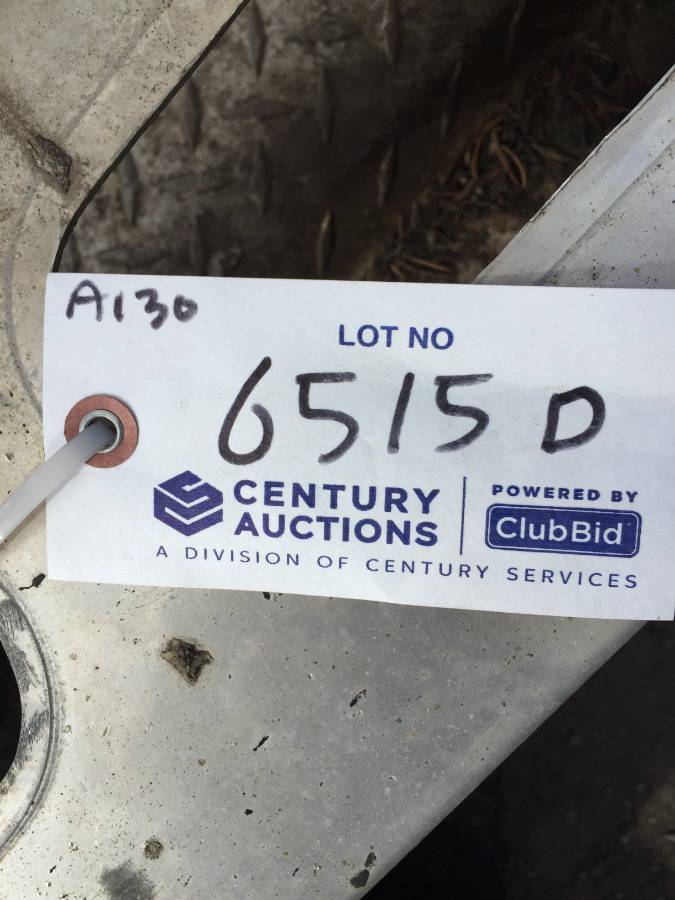 A130
LOT NO
6515 D
CENTURY
AUCTIONS
POWERED BY
ClubBid
A DIVISION OF CENTURY SERVICES